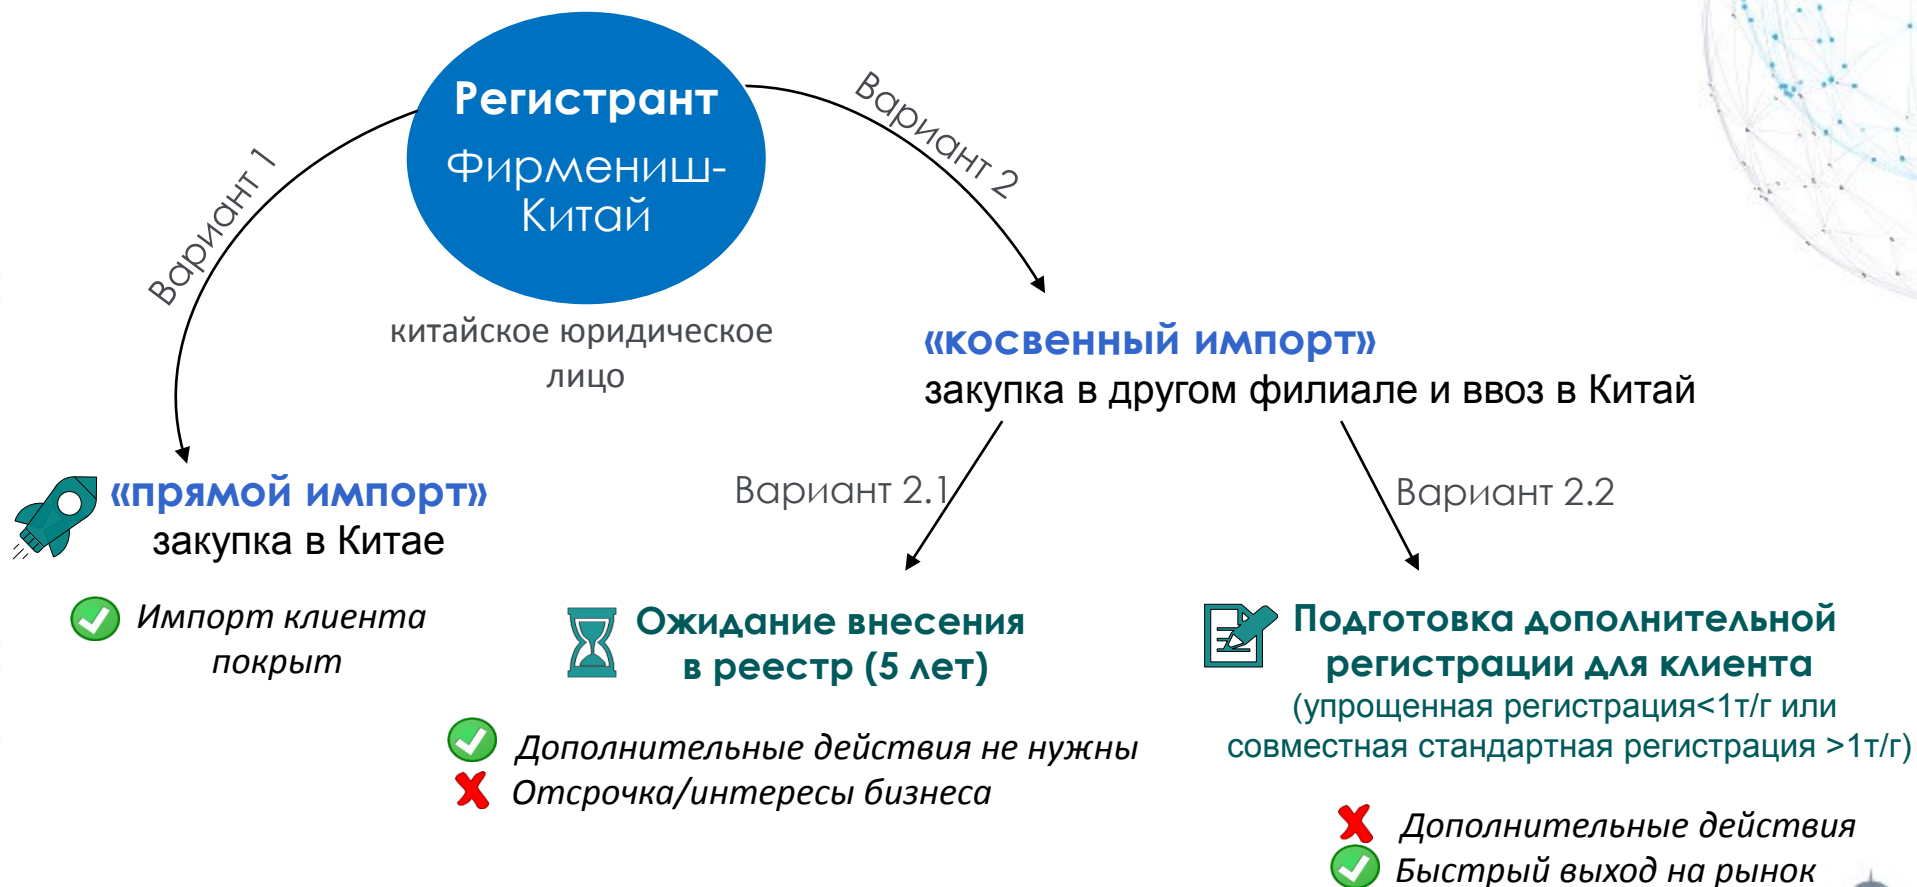 Регистрант
Фирмениш-
Китай
Вариант 1
Вариант 2
китайское юридическое
лицо
«косвенный импорт»
закупка в другом филиале и ввоз в Китай
«прямой импорт»
закупка в Китае
Вариант 2.1
Вариант 2.2
Импорт клиента
покрыт
Ожидание внесения
в реестр (5 лет)
Дополнительные действия не нужны
Отсрочка/интересы бизнеса
Подготовка дополнительной
регистрации для клиента
(упрощенная регистрация<1т/г или
совместная стандартная регистрация >1т/г)
Дополнительные действия
Быстрый выход на рынок